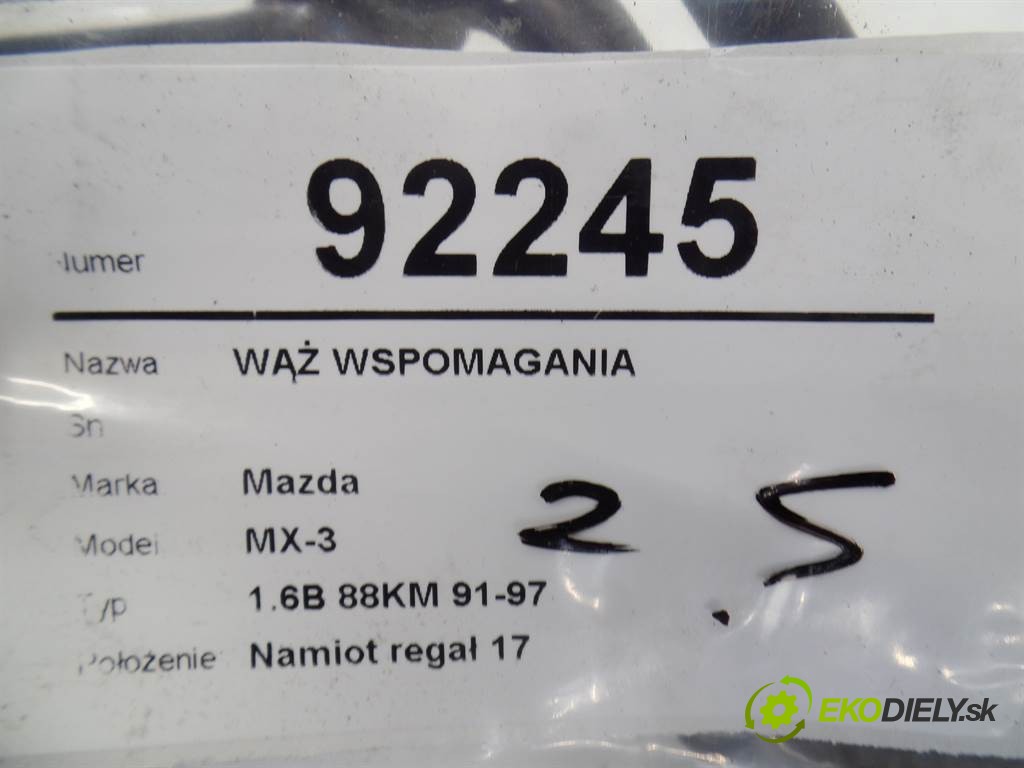 Numer 92245
Nazwa WĄŻ WSPOMAGANIA
Sn
Marka Mazda
Model MX-3 2.5
Typ 1.6B 88KM 91-97
Położenie Namiot regał 17
EKODIELY.sk